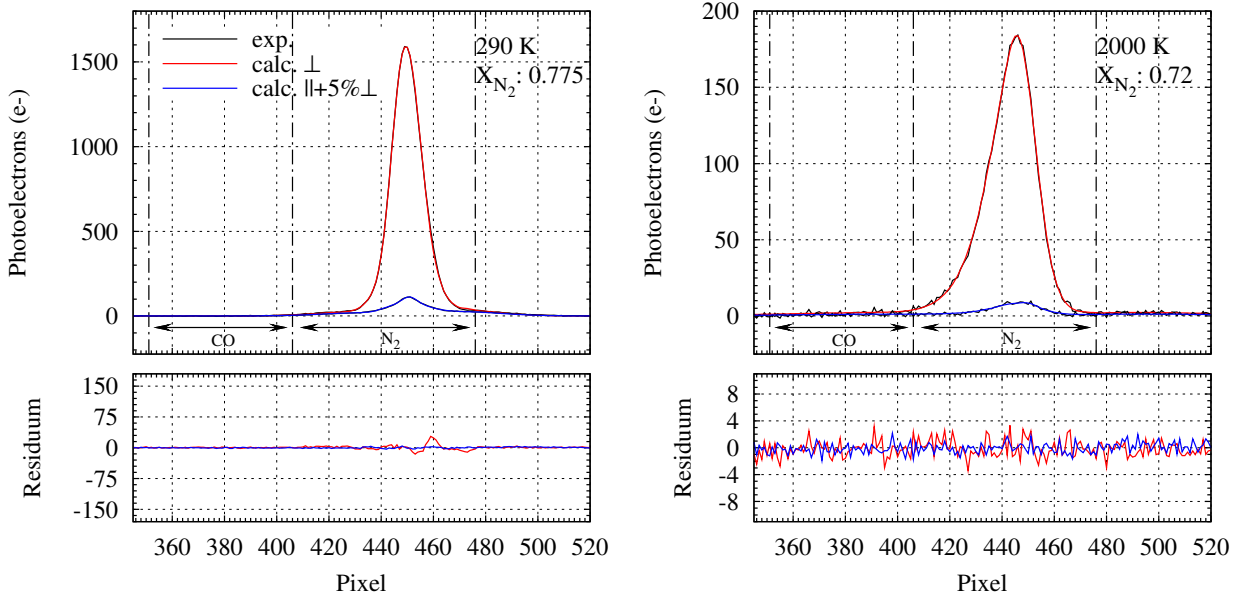 1500
1000
500
0
Photoelectrons (e-)
exp.
calc. ⊥
calc. ||+5%⊥
290 K
X_N₂: 0.775
CO
N₂
150
75
0
-75
-150
Residuum
360 380 400 420 440 460 480 500 520
Pixel
200
150
100
50
0
Photoelectrons (e-)
2000 K
X_N₂: 0.72
CO
N₂
8
4
0
-4
-8
Residuum
360 380 400 420 440 460 480 500 520
Pixel